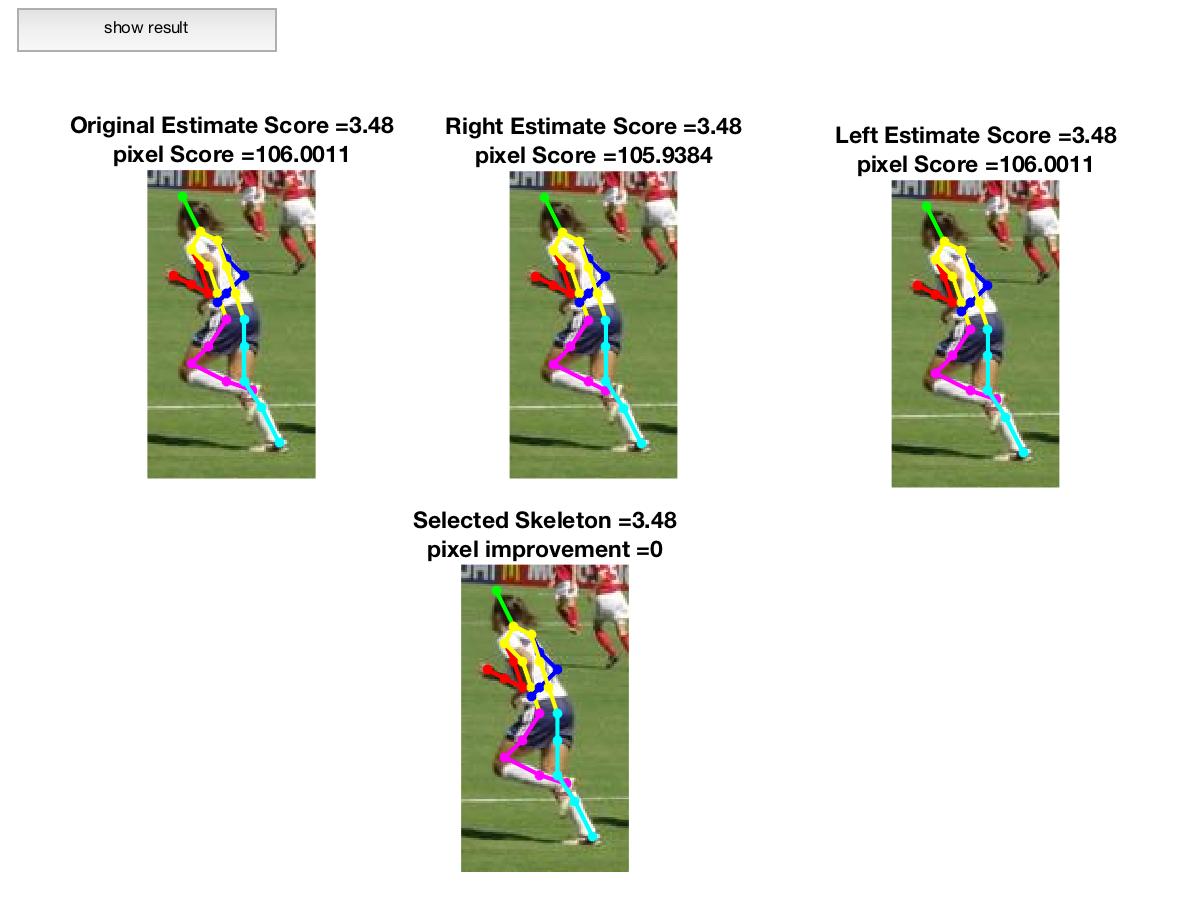 show result
Original Estimate Score =3.48
pixel Score =106.0011
Right Estimate Score =3.48
pixel Score =105.9384
Left Estimate Score =3.48
pixel Score =106.0011
Selected Skeleton =3.48
pixel improvement =0